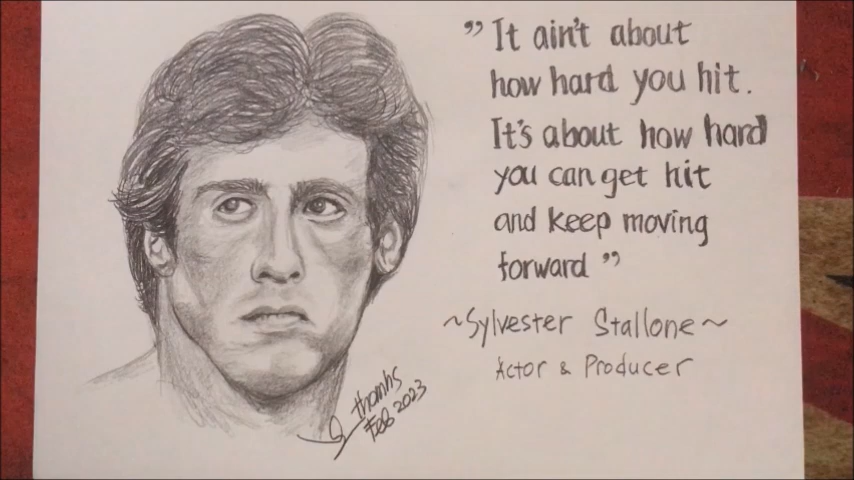 ” It ain't about
how hard you hit.
It's about how hard
you can get hit
and keep moving
forward ”
~Sylvester Stallone~
Actor & Producer
thomhs
Feb 2023